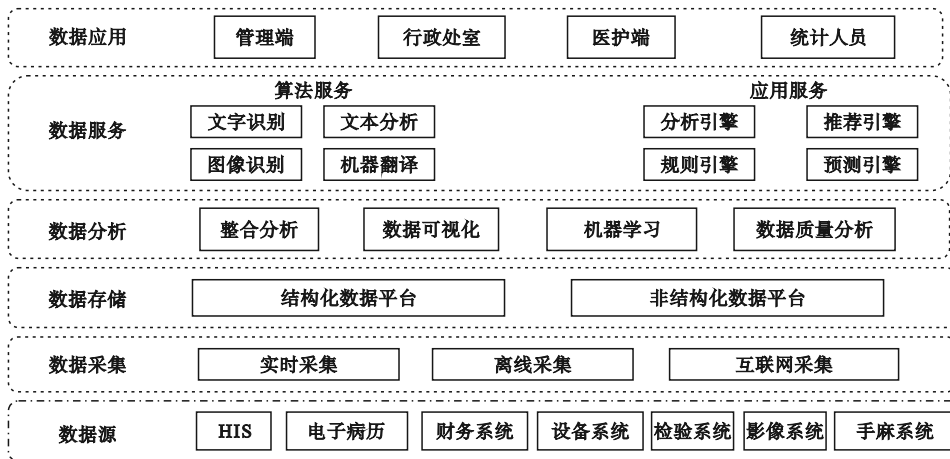 数据应用 管理端 行政处室 医护端 统计人员
算法服务 应用服务
文字识别 文本分析 分析引擎 推荐引擎
数据服务
图像识别 机器翻译 规则引擎 预测引擎
数据分析 整合分析 数据可视化 机器学习 数据质量分析
数据存储 结构化数据平台 非结构化数据平台
数据采集 实时采集 离线采集 互联网采集
数据源 HIS 电子病历 财务系统 设备系统 检验系统 影像系统 手麻系统